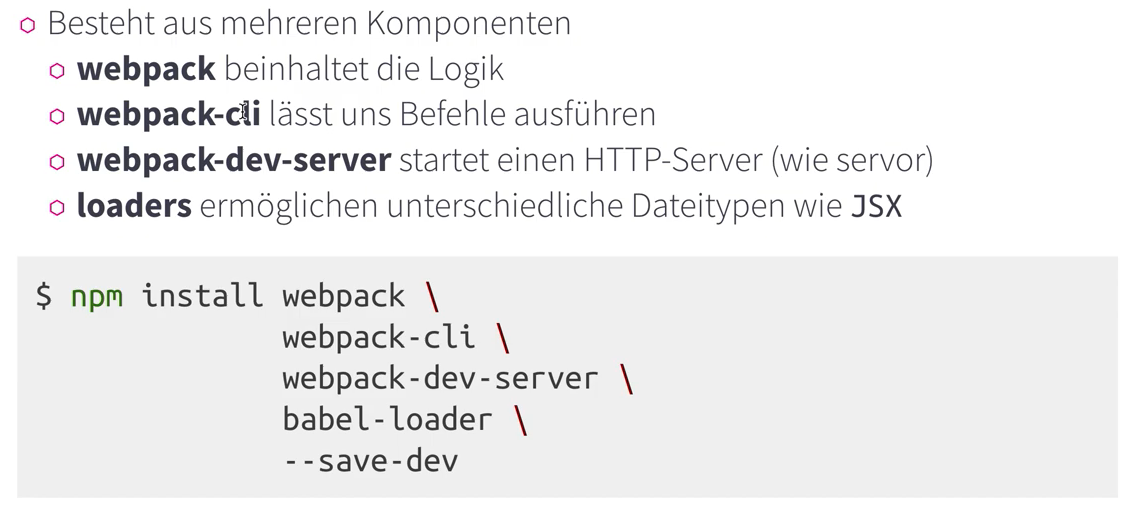 Besteht aus mehreren Komponenten
webpack beinhaltet die Logik
webpack-cli lässt uns Befehle ausführen
webpack-dev-server startet einen HTTP-Server (wie servor)
loaders ermöglichen unterschiedliche Dateitypen wie JSX
$ npm install webpack \
webpack-cli \
webpack-dev-server \
babel-loader \
--save-dev